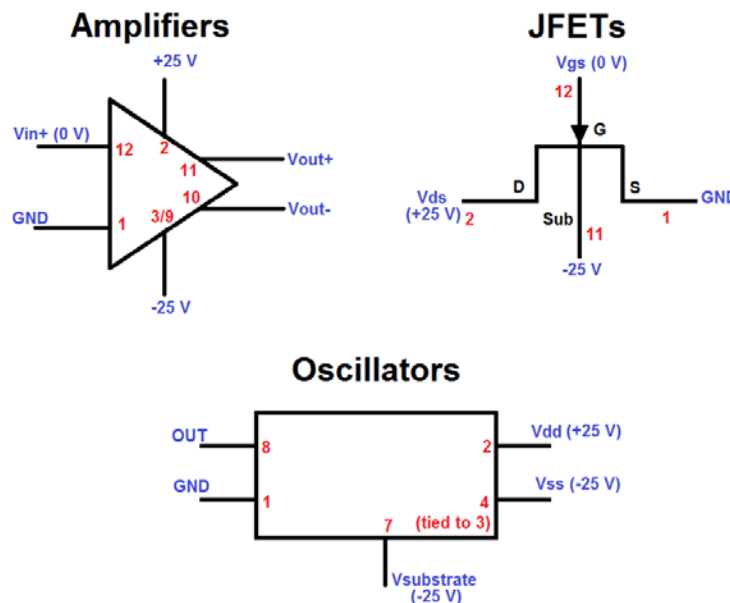 Amplifiers
+25 V
Vin+ (0 V)
12
2
11
Vout+
10
Vout-
GND
1
3/9
-25 V
JFETs
Vgs (0 V)
12
G
D
S
Vds
(+25 V)
2
Sub
11
1
GND
-25 V
Oscillators
OUT
8
2
Vdd (+25 V)
GND
1
4
Vss (-25 V)
7
(tied to 3)
Vsubstrate
(-25 V)